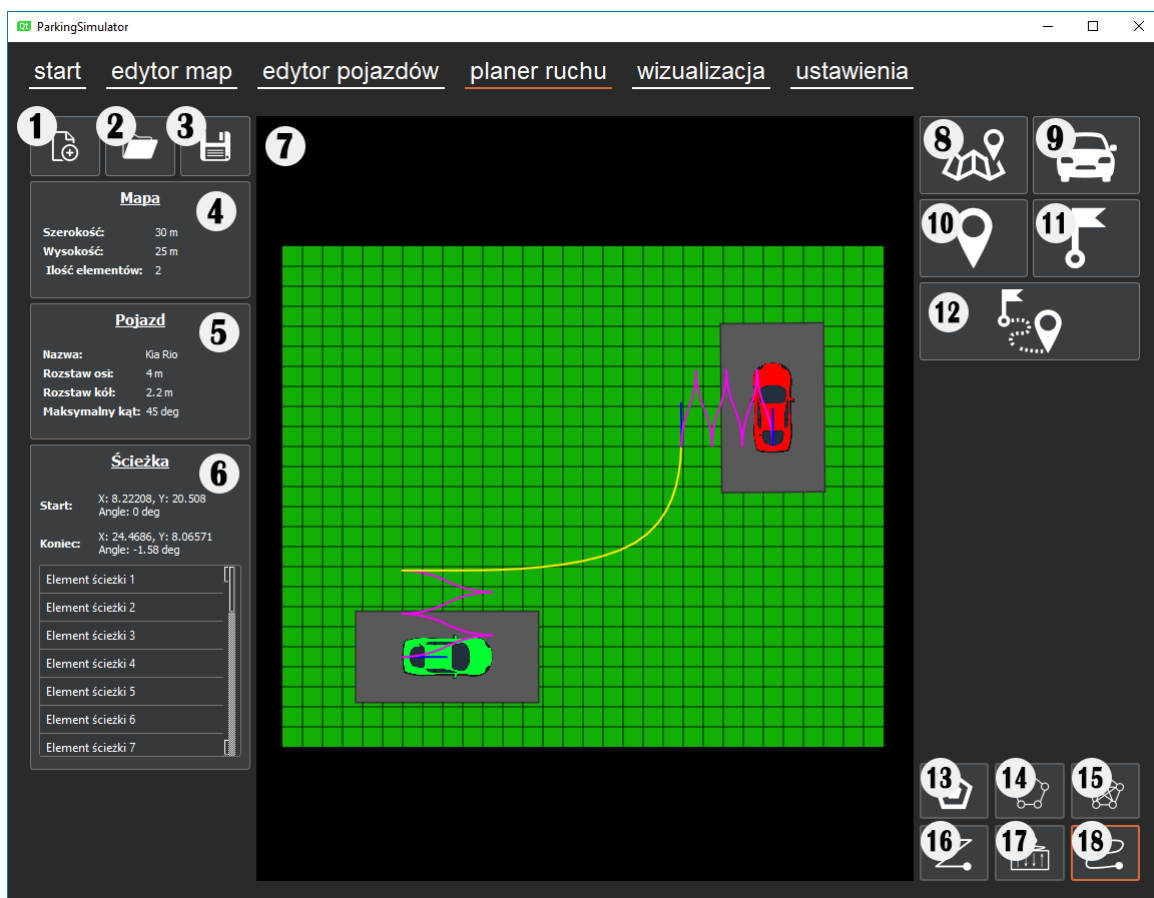 ParkingSimulator
start edytor map edytor pojazdów planer ruchu wizualizacja ustawienia
1 2 3
Mapa
4
Szerokość: 30 m
Wysokość: 25 m
Ilość elementów: 2
Pojazd
5
Nazwa: Kia Rio
Rozstaw osi: 4 m
Rozstaw kół: 2.2 m
Maksymalny kąt: 45 deg
Ścieżka
6
Start: X: 8.22208, Y: 20.508
Angle: 0 deg
Koniec: X: 24.4686, Y: 8.06571
Angle: -1.58 deg
Element ścieżki 1
Element ścieżki 2
Element ścieżki 3
Element ścieżki 4
Element ścieżki 5
Element ścieżki 6
Element ścieżki 7
7
8 9
10 11
12
13 14 15
16 17 18